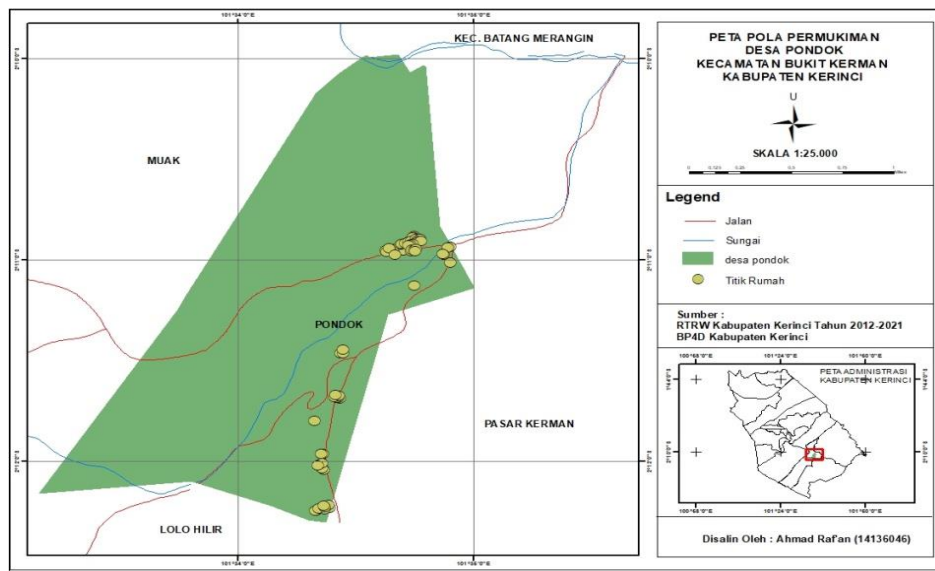 PETA POLA PERMUKIMAN
DESA PONDOK
KECAMATAN BUKIT KERMAN
KABUPATEN KERINCI
U
SKALA 1:25.000
Legend
Jalan
Sungai
desa pondok
Titik Rumah
Sumber :
RTRW Kabupaten Kerinci Tahun 2012-2021
BP4D Kabupaten Kerinci
PETA ADMINISTRASI
KABUPATEN KERINCI
Disalin Oleh : Ahmad Raf'an (14136046)
KEC. BATANG MERANGIN
MUAK
PONDOK
PASAR KERMAN
LOLO HILIR